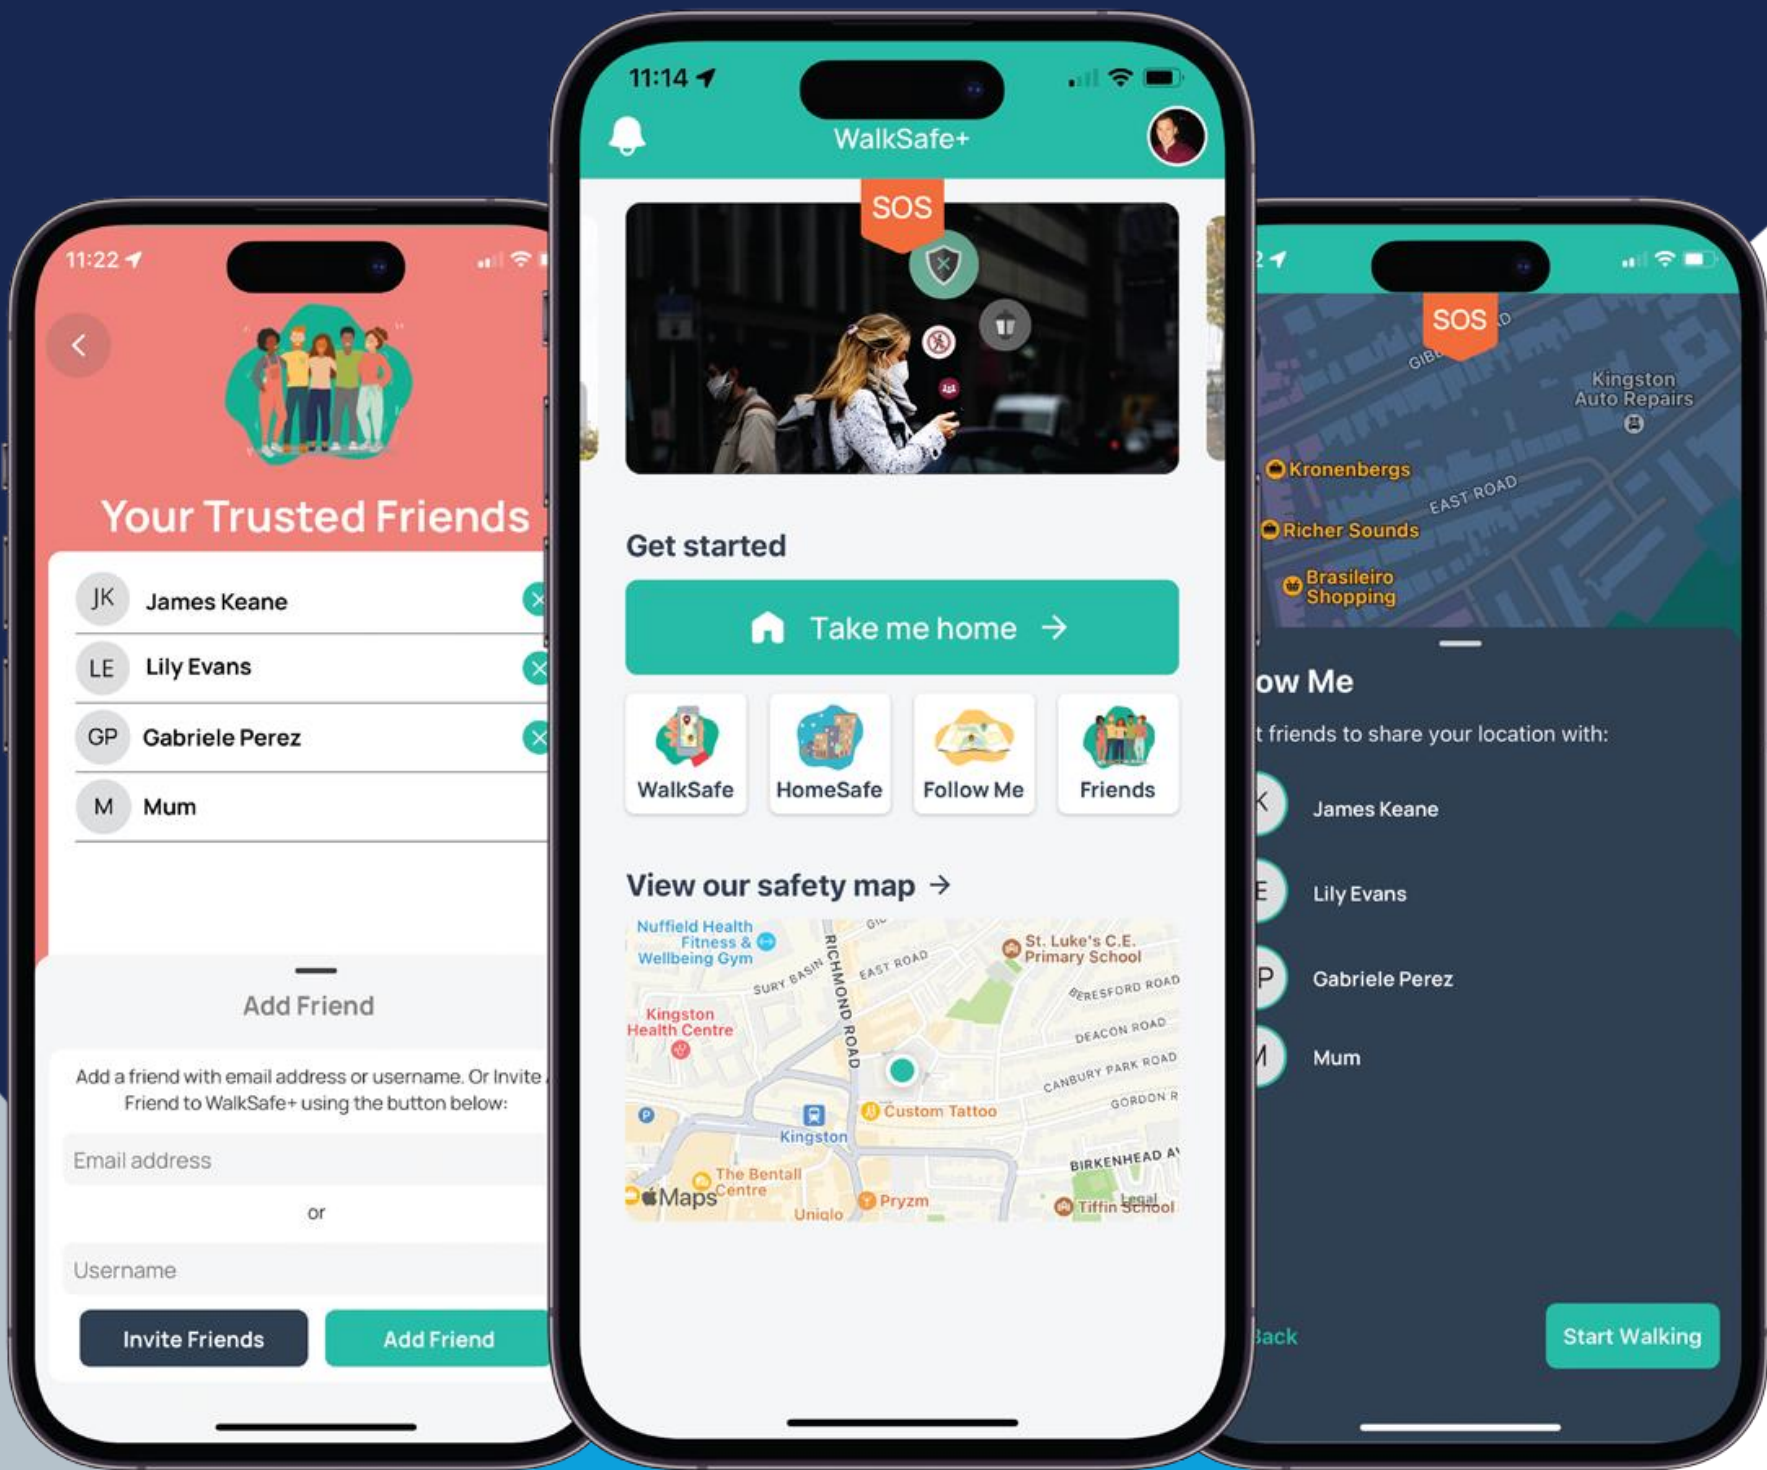 11:22
Your Trusted Friends
JK James Keane
LE Lily Evans
GP Gabriele Perez
M Mum
Add Friend
Add a friend with email address or username. Or Invite
Friend to WalkSafe+ using the button below:
Email address
or
Username
Invite Friends
Add Friend
11:14
WalkSafe+
SOS
Get started
Take me home
WalkSafe
HomeSafe
Follow Me
Friends
View our safety map
Nuffield Health
Fitness &
Wellbeing Gym
SURY BASIN
RICHMOND ROAD
EAST ROAD
St. Luke's C.E.
Primary School
BERESFORD ROAD
Kingston
Health Centre
DEACON ROAD
CANBURY PARK ROAD
GORDON R
P
Custom Tattoo
Kingston
BIRKENHEAD AV
The Bentall
Centre
Maps
Uniqlo
Pryzm
Legal
Tiffin School
2
SOS
Kingston
Auto Repairs
Kronenbergs
EAST ROAD
Richer Sounds
Brasileiro
Shopping
ow Me
t friends to share your location with:
K James Keane
E Lily Evans
P Gabriele Perez
M Mum
Back
Start Walking